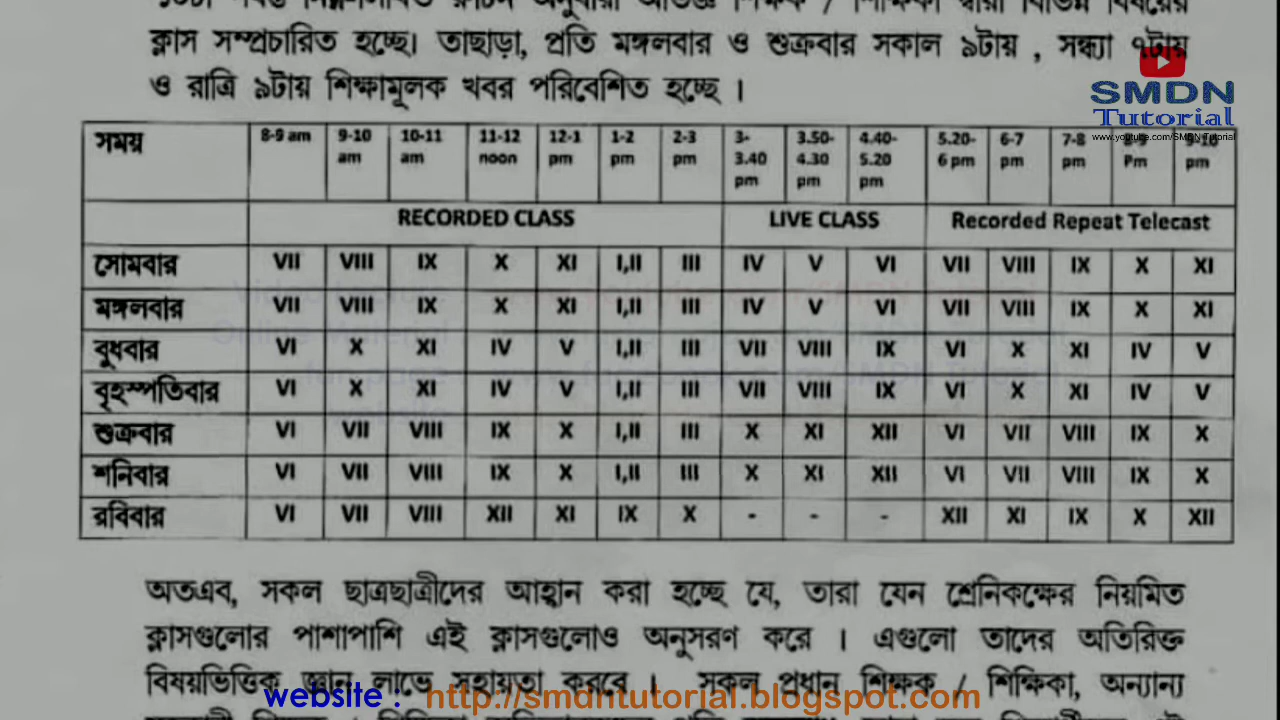 ক্লাস সম্প্রচারিত হচ্ছে। তাছাড়া, প্রতি মঙ্গলবার ও শুক্রবার সকাল ৯টায় , সন্ধ্যা ৭টায়
ও রাত্রি ৯টায় শিক্ষামূলক খবর পরিবেশিত হচ্ছে ।
SMDN
Tutorial
www.youtube.com/SMDN Tutorial
সময় 8-9 am 9-10 am 10-11 am 11-12 noon 12-1 pm 1-2 pm 2-3 pm 3-3.40 pm 3.50-4.30 pm 4.40-5.20 pm 5.20-6 pm 6-7 pm 7-8 pm 8-9 Pm 9-10 pm
RECORDED CLASS LIVE CLASS Recorded Repeat Telecast
সোমবার VII VIII IX X XI I,II III IV V VI VII VIII IX X XI
মঙ্গলবার VII VIII IX X XI I,II III IV V VI VII VIII IX X XI
বুধবার VI X XI IV V I,II III VII VIII IX VI X XI IV V
বৃহস্পতিবার VI X XI IV V I,II III VII VIII IX VI X XI IV V
শুক্রবার VI VII VIII IX X I,II III X XI XII VI VII VIII IX X
শনিবার VI VII VIII IX X I,II III X XI XII VI VII VIII IX X
রবিবার VI VII VIII XII XI IX X - - - XII XI IX X XII
অতএব, সকল ছাত্রছাত্রীদের আহ্বান করা হচ্ছে যে, তারা যেন শ্রেনিকক্ষের নিয়মিত
ক্লাসগুলোর পাশাপাশি এই ক্লাসগুলোও অনুসরণ করে । এগুলো তাদের অতিরিক্ত
বিষয়ভিত্তিক জ্ঞান লাভে সহায়তা করবে । সকল প্রধান শিক্ষক / শিক্ষিকা, অন্যান্য
website : http://smdntutorial.blogspot.com